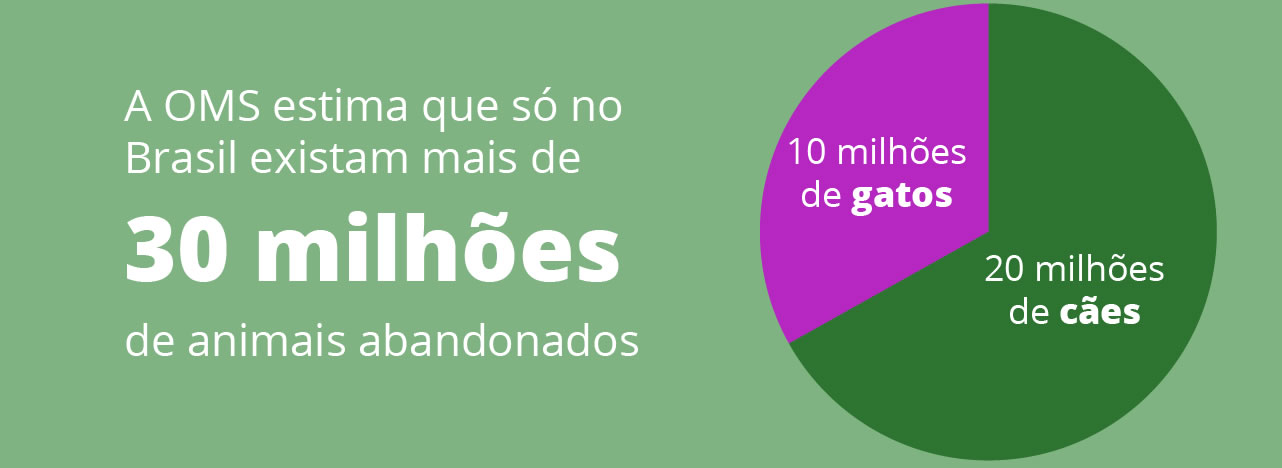 A OMS estima que só no
Brasil existam mais de
30 milhões
de animais abandonados
10 milhões
de gatos
20 milhões
de cães